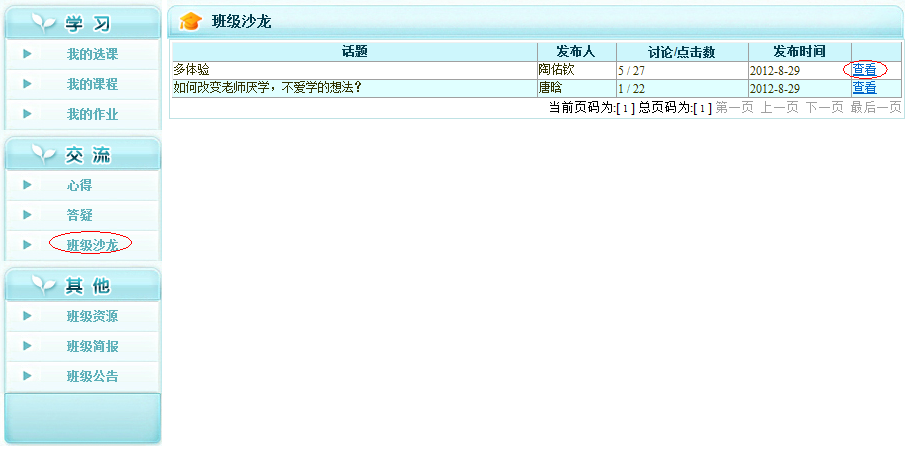 学 习
我的选课
我的课程
我的作业
交 流
心得
答疑
班级沙龙
其 他
班级资源
班级简报
班级公告
班级沙龙
话题 发布人 讨论/点击数 发布时间
多体验 陶佑钦 5 / 27 2012-8-29 查看
如何改变老师厌学，不爱学的想法？ 唐晗 1 / 22 2012-8-29 查看
当前页码为:[ 1 ] 总页码为:[ 1 ] 第一页 上一页 下一页 最后一页